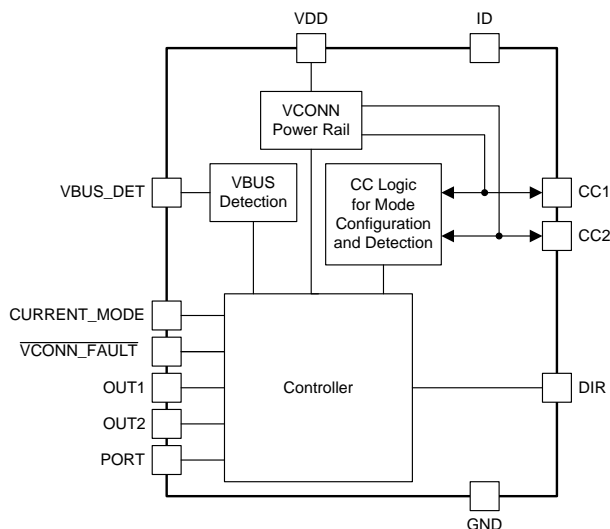 VDD
ID
VCONN
Power Rail
VBUS_DET
VBUS
Detection
CC Logic
for Mode
Configuration
and Detection
CC1
CC2
CURRENT_MODE
VCONN_FAULT
OUT1
Controller
DIR
OUT2
PORT
GND